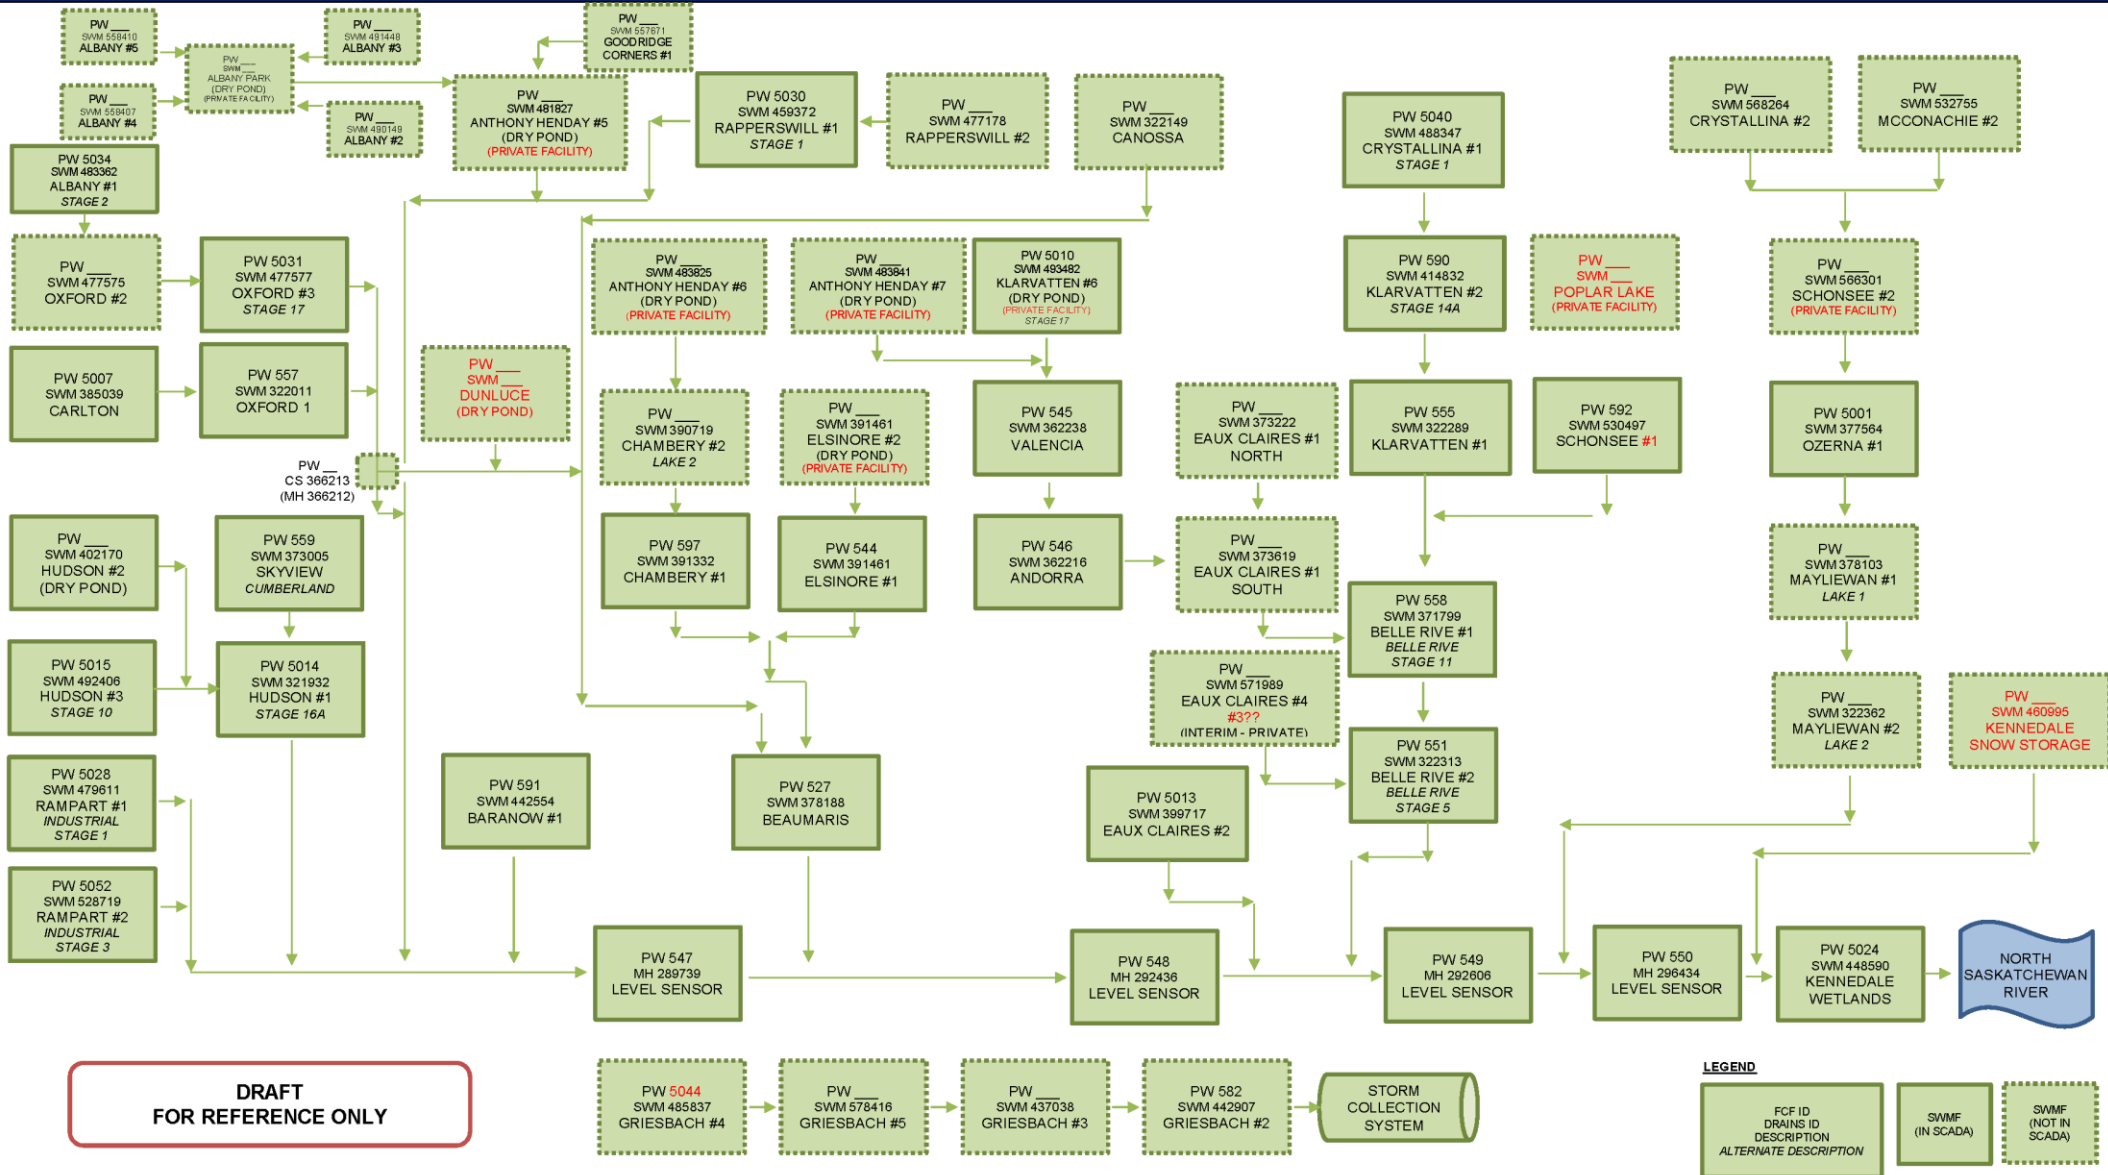 PW ___
SWM 558410
ALBANY #5
PW ___
SWM 491448
ALBANY #3
PW ___
SWM ___
ALBANY PARK
(DRY POND)
(PRIVATE FACILITY)
PW ___
SWM 559407
ALBANY #4
PW ___
SWM 490149
ALBANY #2
PW ___
SWM 557671
GOODRIDGE
CORNERS #1
PW ___
SWM 481827
ANTHONY HENDAY #5
(DRY POND)
(PRIVATE FACILITY)
PW 5030
SWM 459372
RAPPERSWILL #1
STAGE 1
PW ___
SWM 477178
RAPPERSWILL #2
PW ___
SWM 322149
CANOSSA
PW 5040
SWM 488347
CRYSTALLINA #1
STAGE 1
PW ___
SWM 568264
CRYSTALLINA #2
PW ___
SWM 532755
MCCONACHIE #2
PW 5034
SWM 483362
ALBANY #1
STAGE 2
PW ___
SWM 477575
OXFORD #2
PW 5031
SWM 477577
OXFORD #3
STAGE 17
PW ___
SWM 483825
ANTHONY HENDAY #6
(DRY POND)
(PRIVATE FACILITY)
PW ___
SWM 483841
ANTHONY HENDAY #7
(DRY POND)
(PRIVATE FACILITY)
PW 5010
SWM 493482
KLARVATTEN #6
(DRY POND)
(PRIVATE FACILITY)
STAGE 17
PW 590
SWM 414832
KLARVATTEN #2
STAGE 14A
PW ___
SWM ___
POPLAR LAKE
(PRIVATE FACILITY)
PW ___
SWM 566301
SCHONSEE #2
(PRIVATE FACILITY)
PW 5007
SWM 385039
CARLTON
PW 557
SWM 322011
OXFORD 1
PW ___
SWM ___
DUNLUCE
(DRY POND)
PW ___
SWM 390719
CHAMBERY #2
LAKE 2
PW ___
SWM 391461
ELSINORE #2
(DRY POND)
(PRIVATE FACILITY)
PW 545
SWM 362238
VALENCIA
PW ___
SWM 373222
EAUX CLAIRES #1
NORTH
PW 555
SWM 322289
KLARVATTEN #1
PW 592
SWM 530497
SCHONSEE #1
PW 5001
SWM 377564
OZERNA #1
PW __
CS 366213
(MH 366212)
PW ___
SWM 402170
HUDSON #2
(DRY POND)
PW 559
SWM 373005
SKYVIEW
CUMBERLAND
PW 597
SWM 391332
CHAMBERY #1
PW 544
SWM 391461
ELSINORE #1
PW 546
SWM 362216
ANDORRA
PW ___
SWM 373619
EAUX CLAIRES #1
SOUTH
PW 558
SWM 371799
BELLE RIVE #1
BELLE RIVE
STAGE 11
PW ___
SWM 378103
MAYLIEWAN #1
LAKE 1
PW 5015
SWM 492406
HUDSON #3
STAGE 10
PW 5014
SWM 321932
HUDSON #1
STAGE 16A
PW ___
SWM 571989
EAUX CLAIRES #4
#3??
(INTERIM - PRIVATE)
PW ___
SWM 322362
MAYLIEWAN #2
LAKE 2
PW ___
SWM 460995
KENNEDALE
SNOW STORAGE
PW 5028
SWM 479611
RAMPART #1
INDUSTRIAL
STAGE 1
PW 591
SWM 442554
BARANOW #1
PW 527
SWM 378188
BEAUMARIS
PW 5013
SWM 399717
EAUX CLAIRES #2
PW 551
SWM 322313
BELLE RIVE #2
BELLE RIVE
STAGE 5
PW 5052
SWM 528719
RAMPART #2
INDUSTRIAL
STAGE 3
PW 547
MH 289739
LEVEL SENSOR
PW 548
MH 292436
LEVEL SENSOR
PW 549
MH 292606
LEVEL SENSOR
PW 550
MH 296434
LEVEL SENSOR
PW 5024
SWM 448590
KENNEDALE
WETLANDS
NORTH
SASKATCHEWAN
RIVER
DRAFT
FOR REFERENCE ONLY
PW 5044
SWM 485837
GRIESBACH #4
PW ___
SWM 578416
GRIESBACH #5
PW ___
SWM 437038
GRIESBACH #3
PW 582
SWM 442907
GRIESBACH #2
STORM
COLLECTION
SYSTEM
LEGEND
FCF ID
DRAINS ID
DESCRIPTION
ALTERNATE DESCRIPTION
SWMF
(IN SCADA)
SWMF
(NOT IN
SCADA)